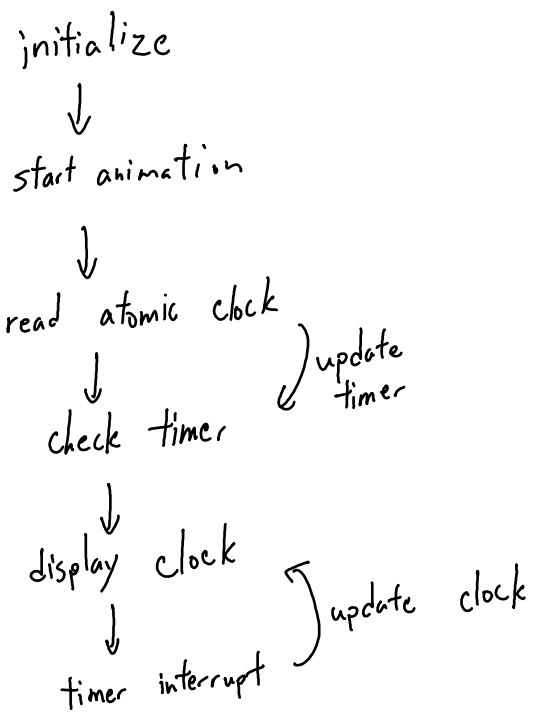 initialize
start animation
read atomic clock
update
timer
check timer
display clock
update clock
timer interrupt